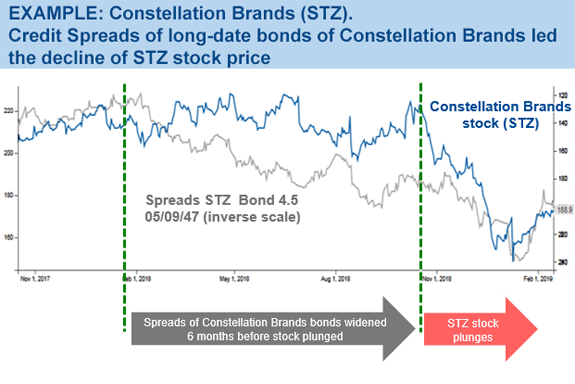 EXAMPLE: Constellation Brands (STZ).
Credit Spreads of long-date bonds of Constellation Brands led
the decline of STZ stock price
220
200
180
160
120
140
160
180
188.9
200
240
Constellation Brands
stock (STZ)
Spreads STZ Bond 4.5
05/09/47 (inverse scale)
Nov 1, 2017
Feb 1, 2018
May 1, 2018
Aug 1, 2018
Nov 1, 2018
Feb 1, 2019
Spreads of Constellation Brands bonds widened
6 months before stock plunged
STZ stock
plunges